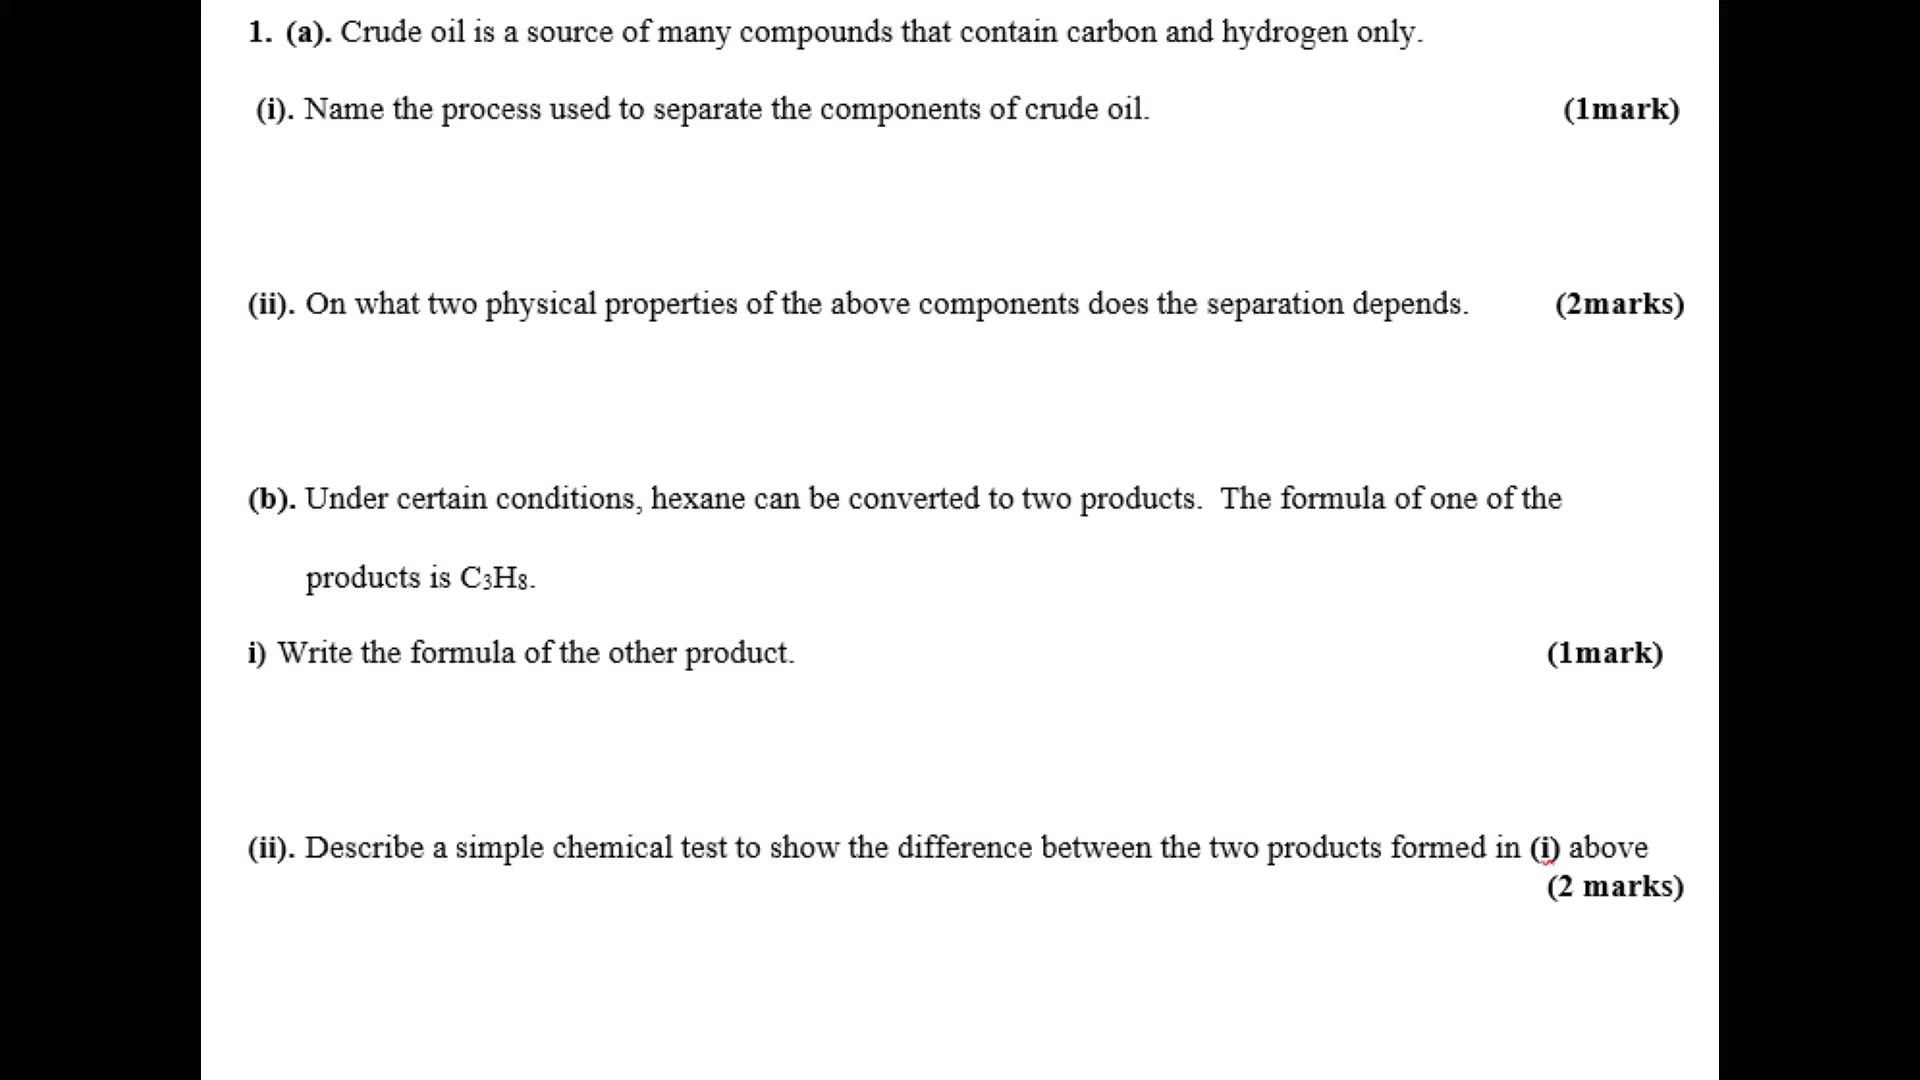 1. (a). Crude oil is a source of many compounds that contain carbon and hydrogen only.
(i). Name the process used to separate the components of crude oil. (1mark)
(ii). On what two physical properties of the above components does the separation depends. (2marks)
(b). Under certain conditions, hexane can be converted to two products. The formula of one of the
products is C₃H₈.
i) Write the formula of the other product. (1mark)
(ii). Describe a simple chemical test to show the difference between the two products formed in (i) above
(2 marks)